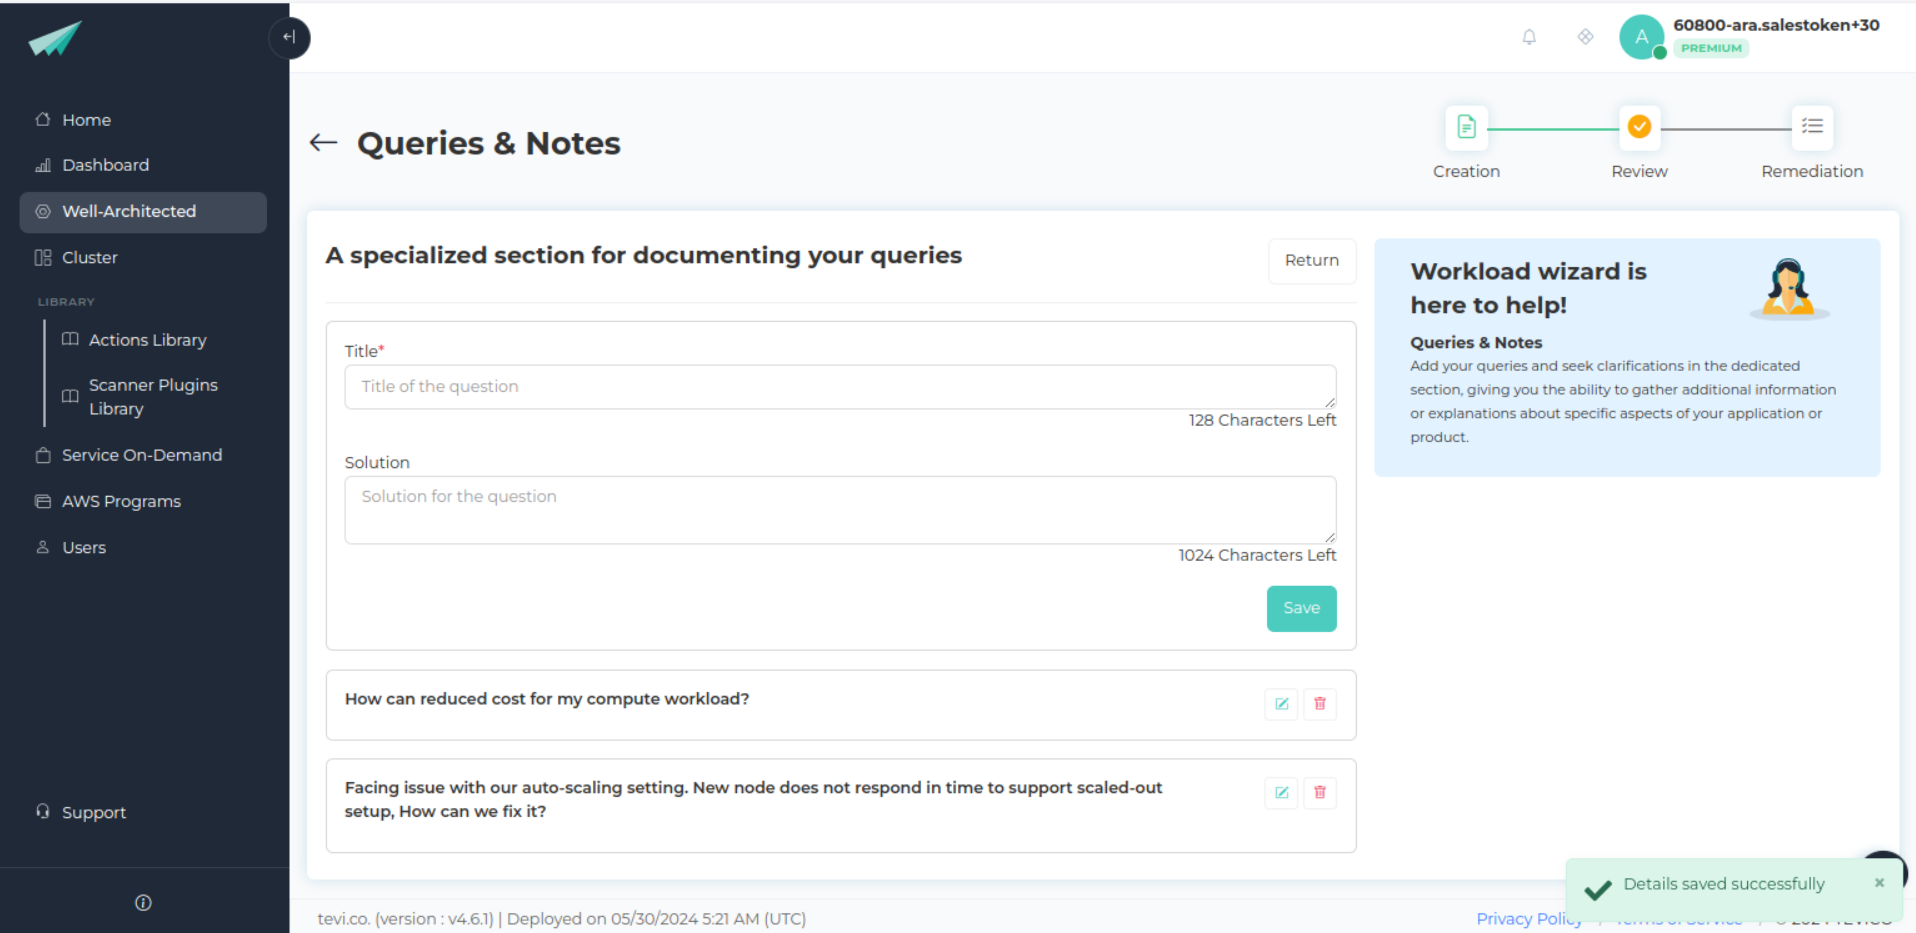 60800-ara.salestoken+30
A
PREMIUM
Home
Dashboard
Well-Architected
Cluster
LIBRARY
Actions Library
Scanner Plugins
Library
Service On-Demand
AWS Programs
Users
Support
Queries & Notes
Creation
Review
Remediation
A specialized section for documenting your queries
Return
Title*
Title of the question
128 Characters Left
Solution
Solution for the question
1024 Characters Left
Save
How can reduced cost for my compute workload?
Facing issue with our auto-scaling setting. New node does not respond in time to support scaled-out
setup, How can we fix it?
Workload wizard is
here to help!
Queries & Notes
Add your queries and seek clarifications in the dedicated
section, giving you the ability to gather additional information
or explanations about specific aspects of your application or
product.
Details saved successfully
tevi.co. (version : v4.6.1) | Deployed on 05/30/2024 5:21 AM (UTC)
Privacy Policy